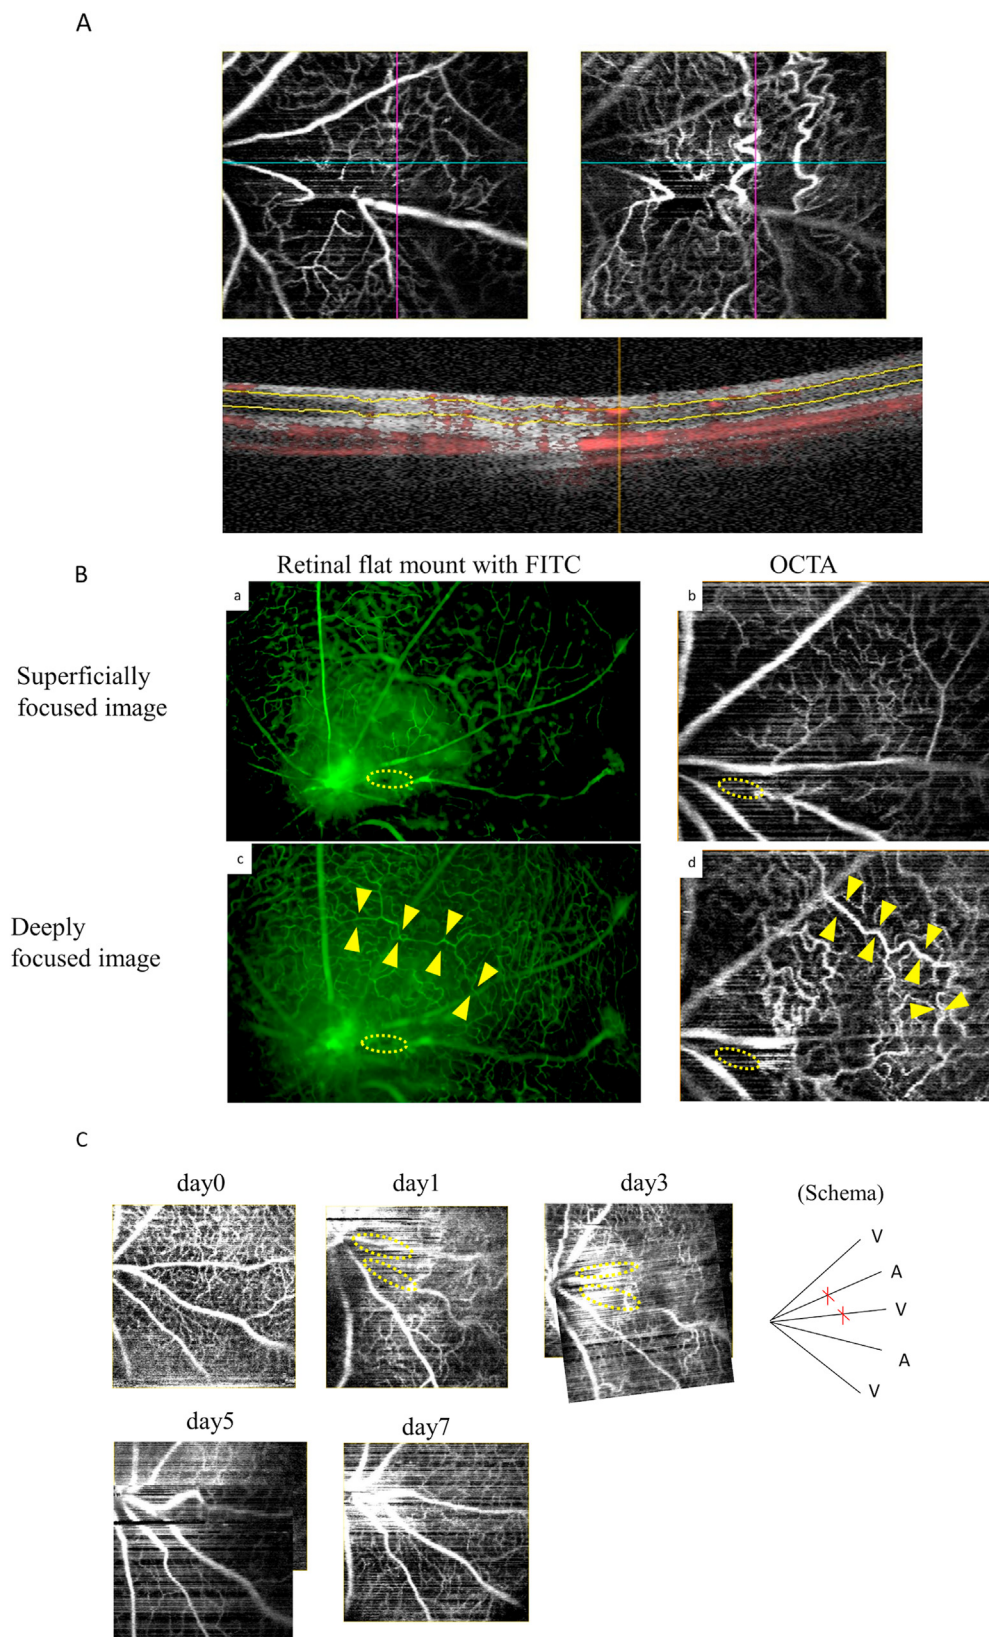 A
B
Retinal flat mount with FITC
OCTA
a
b
Superficially
focused image
c
d
Deeply
focused image
C
day0
day1
day3
(Schema)
V
A
V
A
V
day5
day7